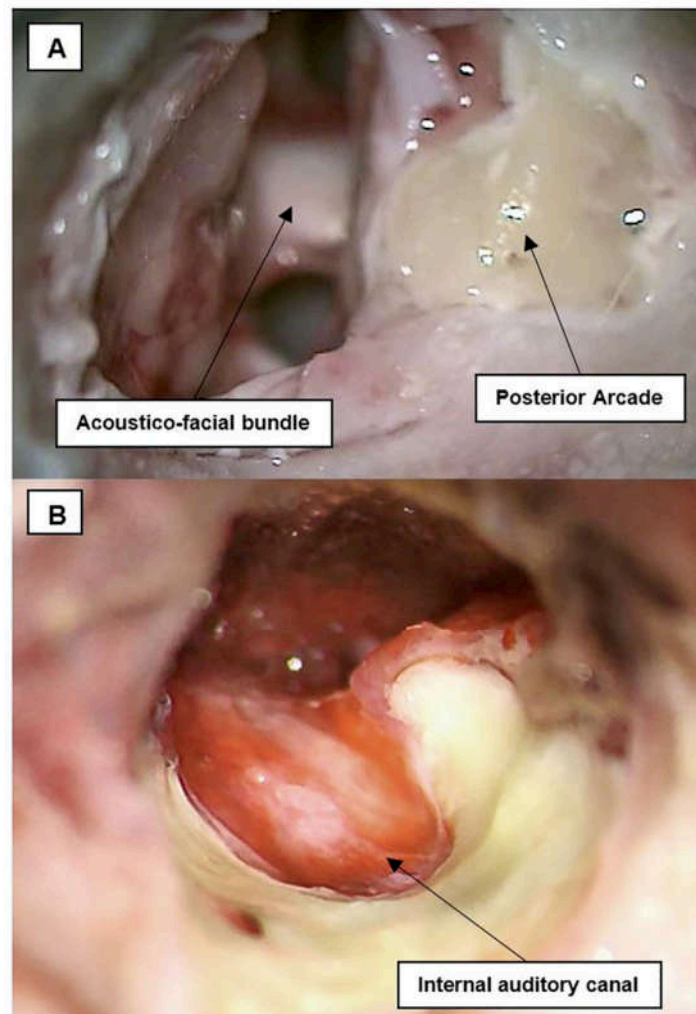 A
Acoustico-facial bundle
Posterior Arcade
B
Internal auditory canal